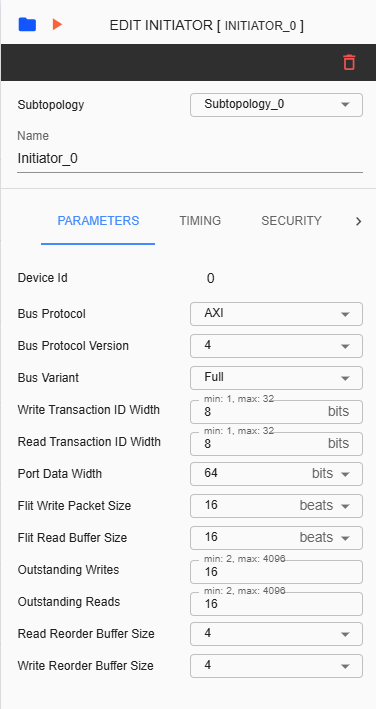 EDIT INITIATOR [ INITIATOR_0 ]
Subtopology Subtopology_0
Name
Initiator_0
PARAMETERS TIMING SECURITY
Device Id 0
Bus Protocol AXI
Bus Protocol Version 4
Bus Variant Full
min: 1, max: 32
Write Transaction ID Width 8 bits
min: 1, max: 32
Read Transaction ID Width 8 bits
Port Data Width 64 bits
Flit Write Packet Size 16 beats
Flit Read Buffer Size 16 beats
min: 2, max: 4096
Outstanding Writes 16
min: 2, max: 4096
Outstanding Reads 16
Read Reorder Buffer Size 4
Write Reorder Buffer Size 4